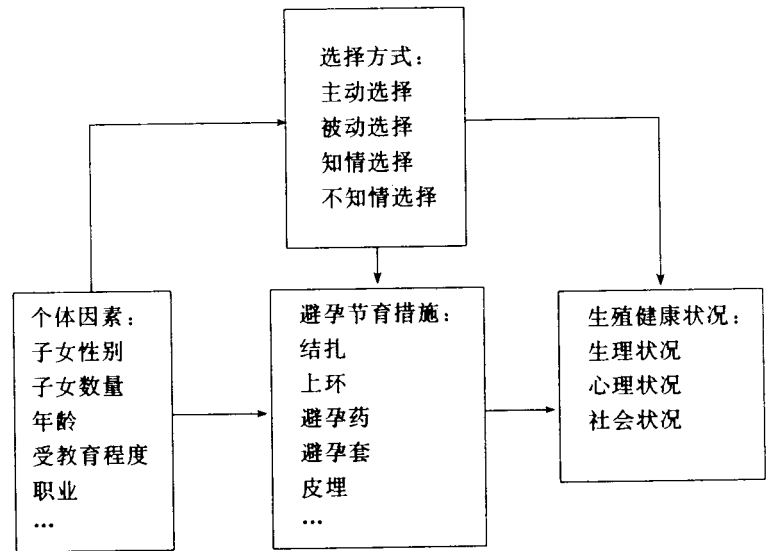 选择方式：
主动选择
被动选择
知情选择
不知情选择
个体因素：
子女性别
子女数量
年龄
受教育程度
职业
…
避孕节育措施：
结扎
上环
避孕药
避孕套
皮埋
…
生殖健康状况：
生理状况
心理状况
社会状况